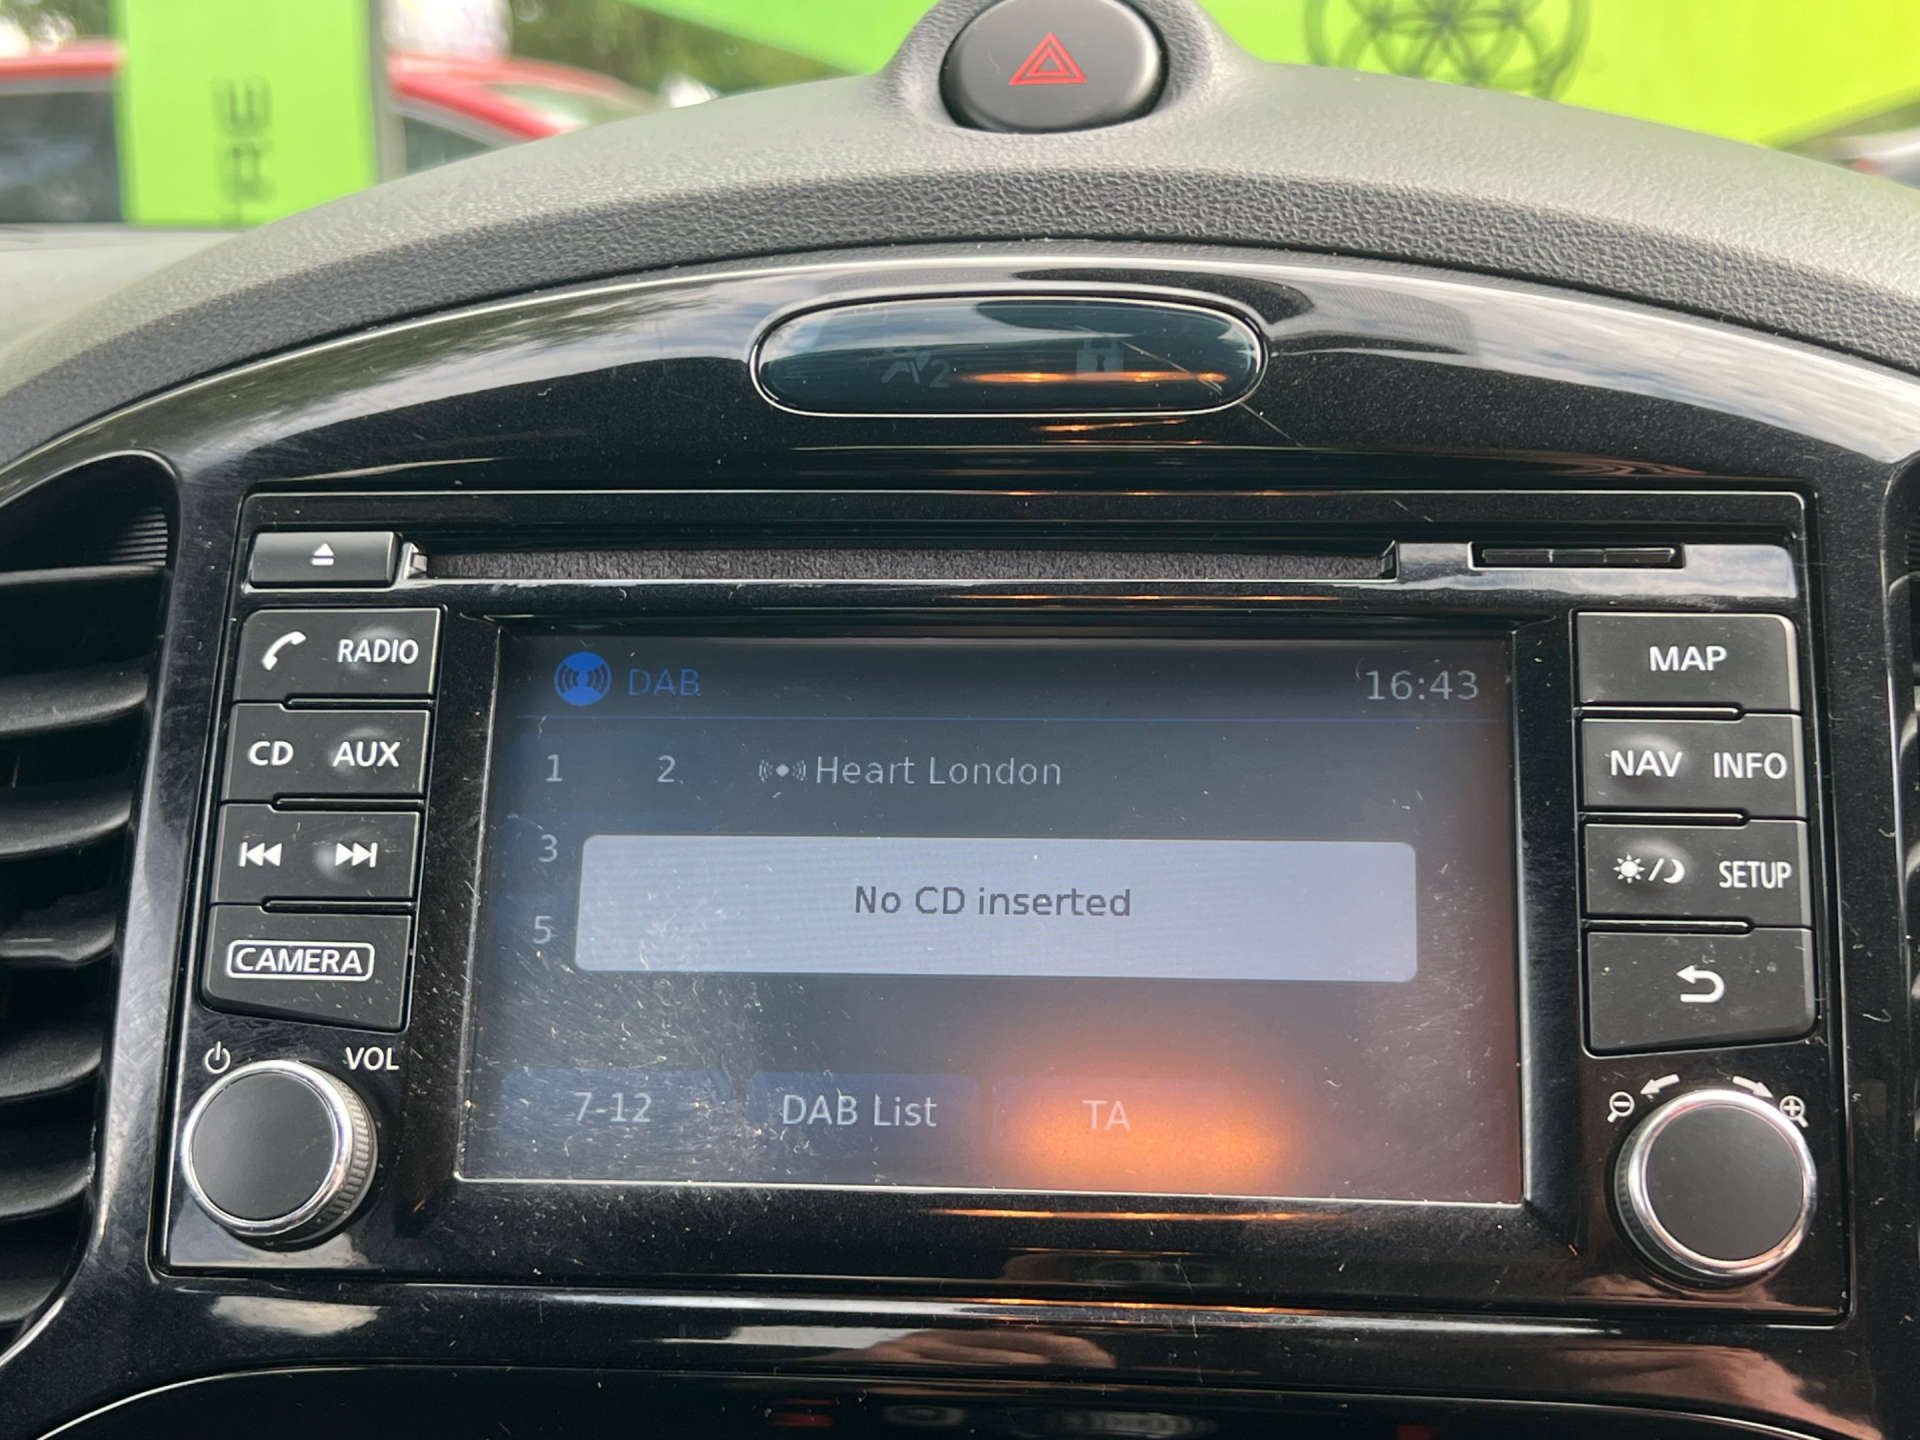 RADIO
CD AUX
CAMERA
VOL
DAB
16:43
1 2 Heart London
3
No CD inserted
5
7-12 DAB List TA
MAP
NAV INFO
SETUP